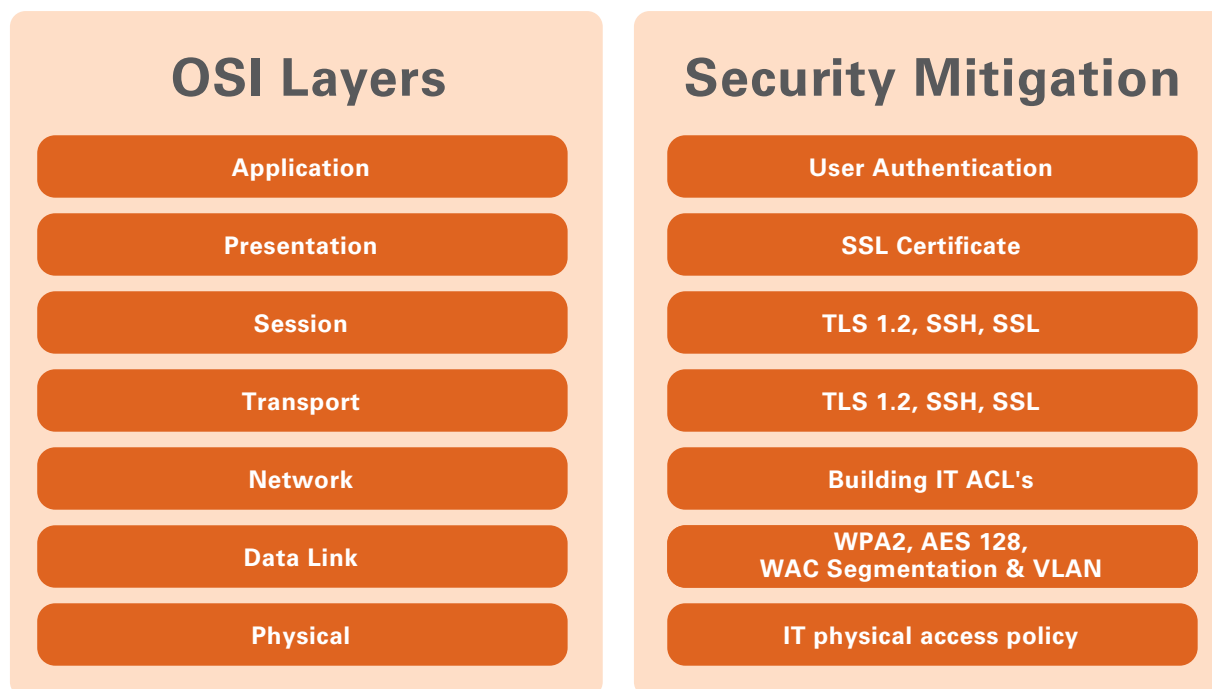 OSI Layers
Application
Presentation
Session
Transport
Network
Data Link
Physical
Security Mitigation
User Authentication
SSL Certificate
TLS 1.2, SSH, SSL
TLS 1.2, SSH, SSL
Building IT ACL's
WPA2, AES 128,
WAC Segmentation & VLAN
IT physical access policy